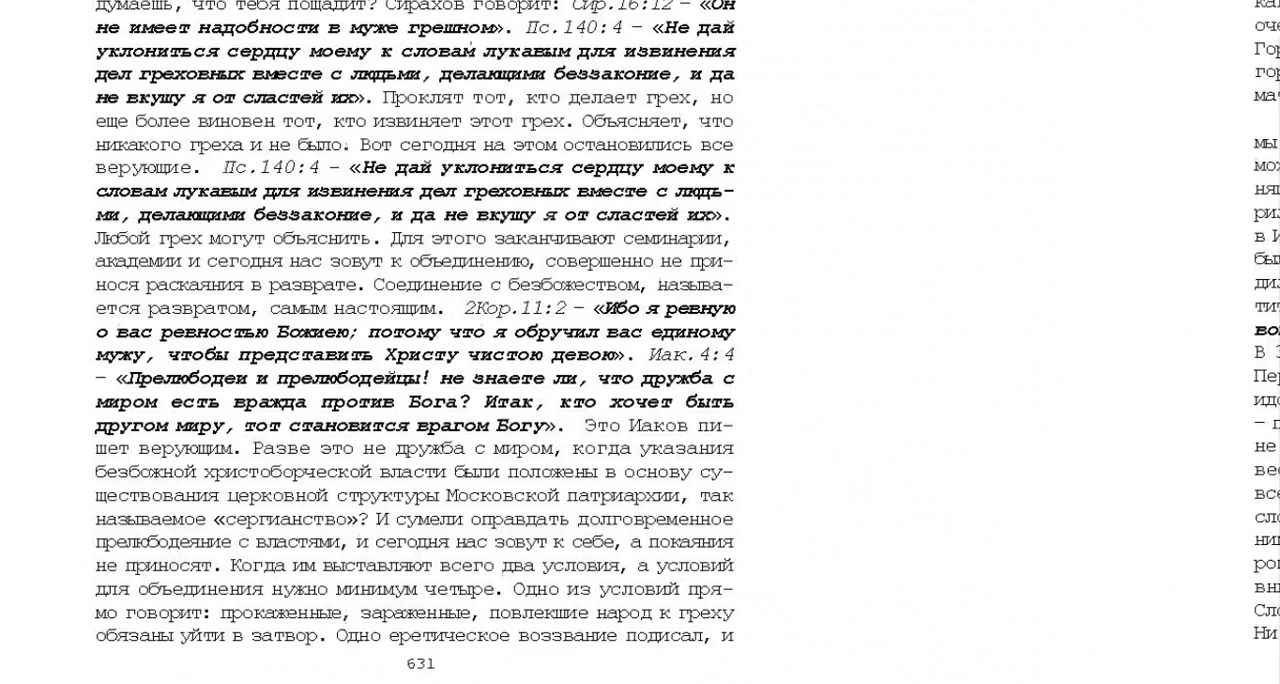 думаешь, что тебя пощадит? Сирахов говорит: Сир.16:12 – «Он
не имеет надобности в муже грешном». Пс.140:4 – «Не дай
уклониться сердцу моему к словам лукавым для извинения
дел греховных вместе с людьми, делающими беззаконие, и да
не вкушу я от сластей их». Проклят тот, кто делает грех, но
еще более виновен тот, кто извиняет этот грех. Объясняет, что
никакого греха и не было. Вот сегодня на этом остановились все
верующие. Пс.140:4 – «Не дай уклониться сердцу моему к
словам лукавым для извинения дел греховных вместе с людь-
ми, делающими беззаконие, и да не вкушу я от сластей их».
Любой грех могут объяснить. Для этого заканчивают семинарии,
академии и сегодня нас зовут к объединению, совершенно не при-
нося раскаяния в разврате. Соединение с безбожеством, называ-
ется развратом, самым настоящим. 2Кор.11:2 – «Ибо я ревную
о вас ревностью Божиею; потому что я обручил вас единому
мужу, чтобы представить Христу чистою девою». Иак.4:4
– «Прелюбодеи и прелюбодейцы! не знаете ли, что дружба с
миром есть вражда против Бога? Итак, кто хочет быть
другом миру, тот становится врагом Богу». Это Иаков пи-
шет верующим. Разве это не дружба с миром, когда указания
безбожной христоборческой власти были положены в основу су-
ществования церковной структуры Московской патриархии, так
называемое «сергианство»? И сумели оправдать долговременное
прелюбодеяние с властями, и сегодня нас зовут к себе, а покаяния
не приносят. Когда им выставляют всего два условия, а условий
для объединения нужно минимум четыре. Одно из условий пря-
мо говорит: прокаженные, зараженные, повлекшие народ к греху
обязаны уйти в затвор. Одно еретическое воззвание подисал, и
631